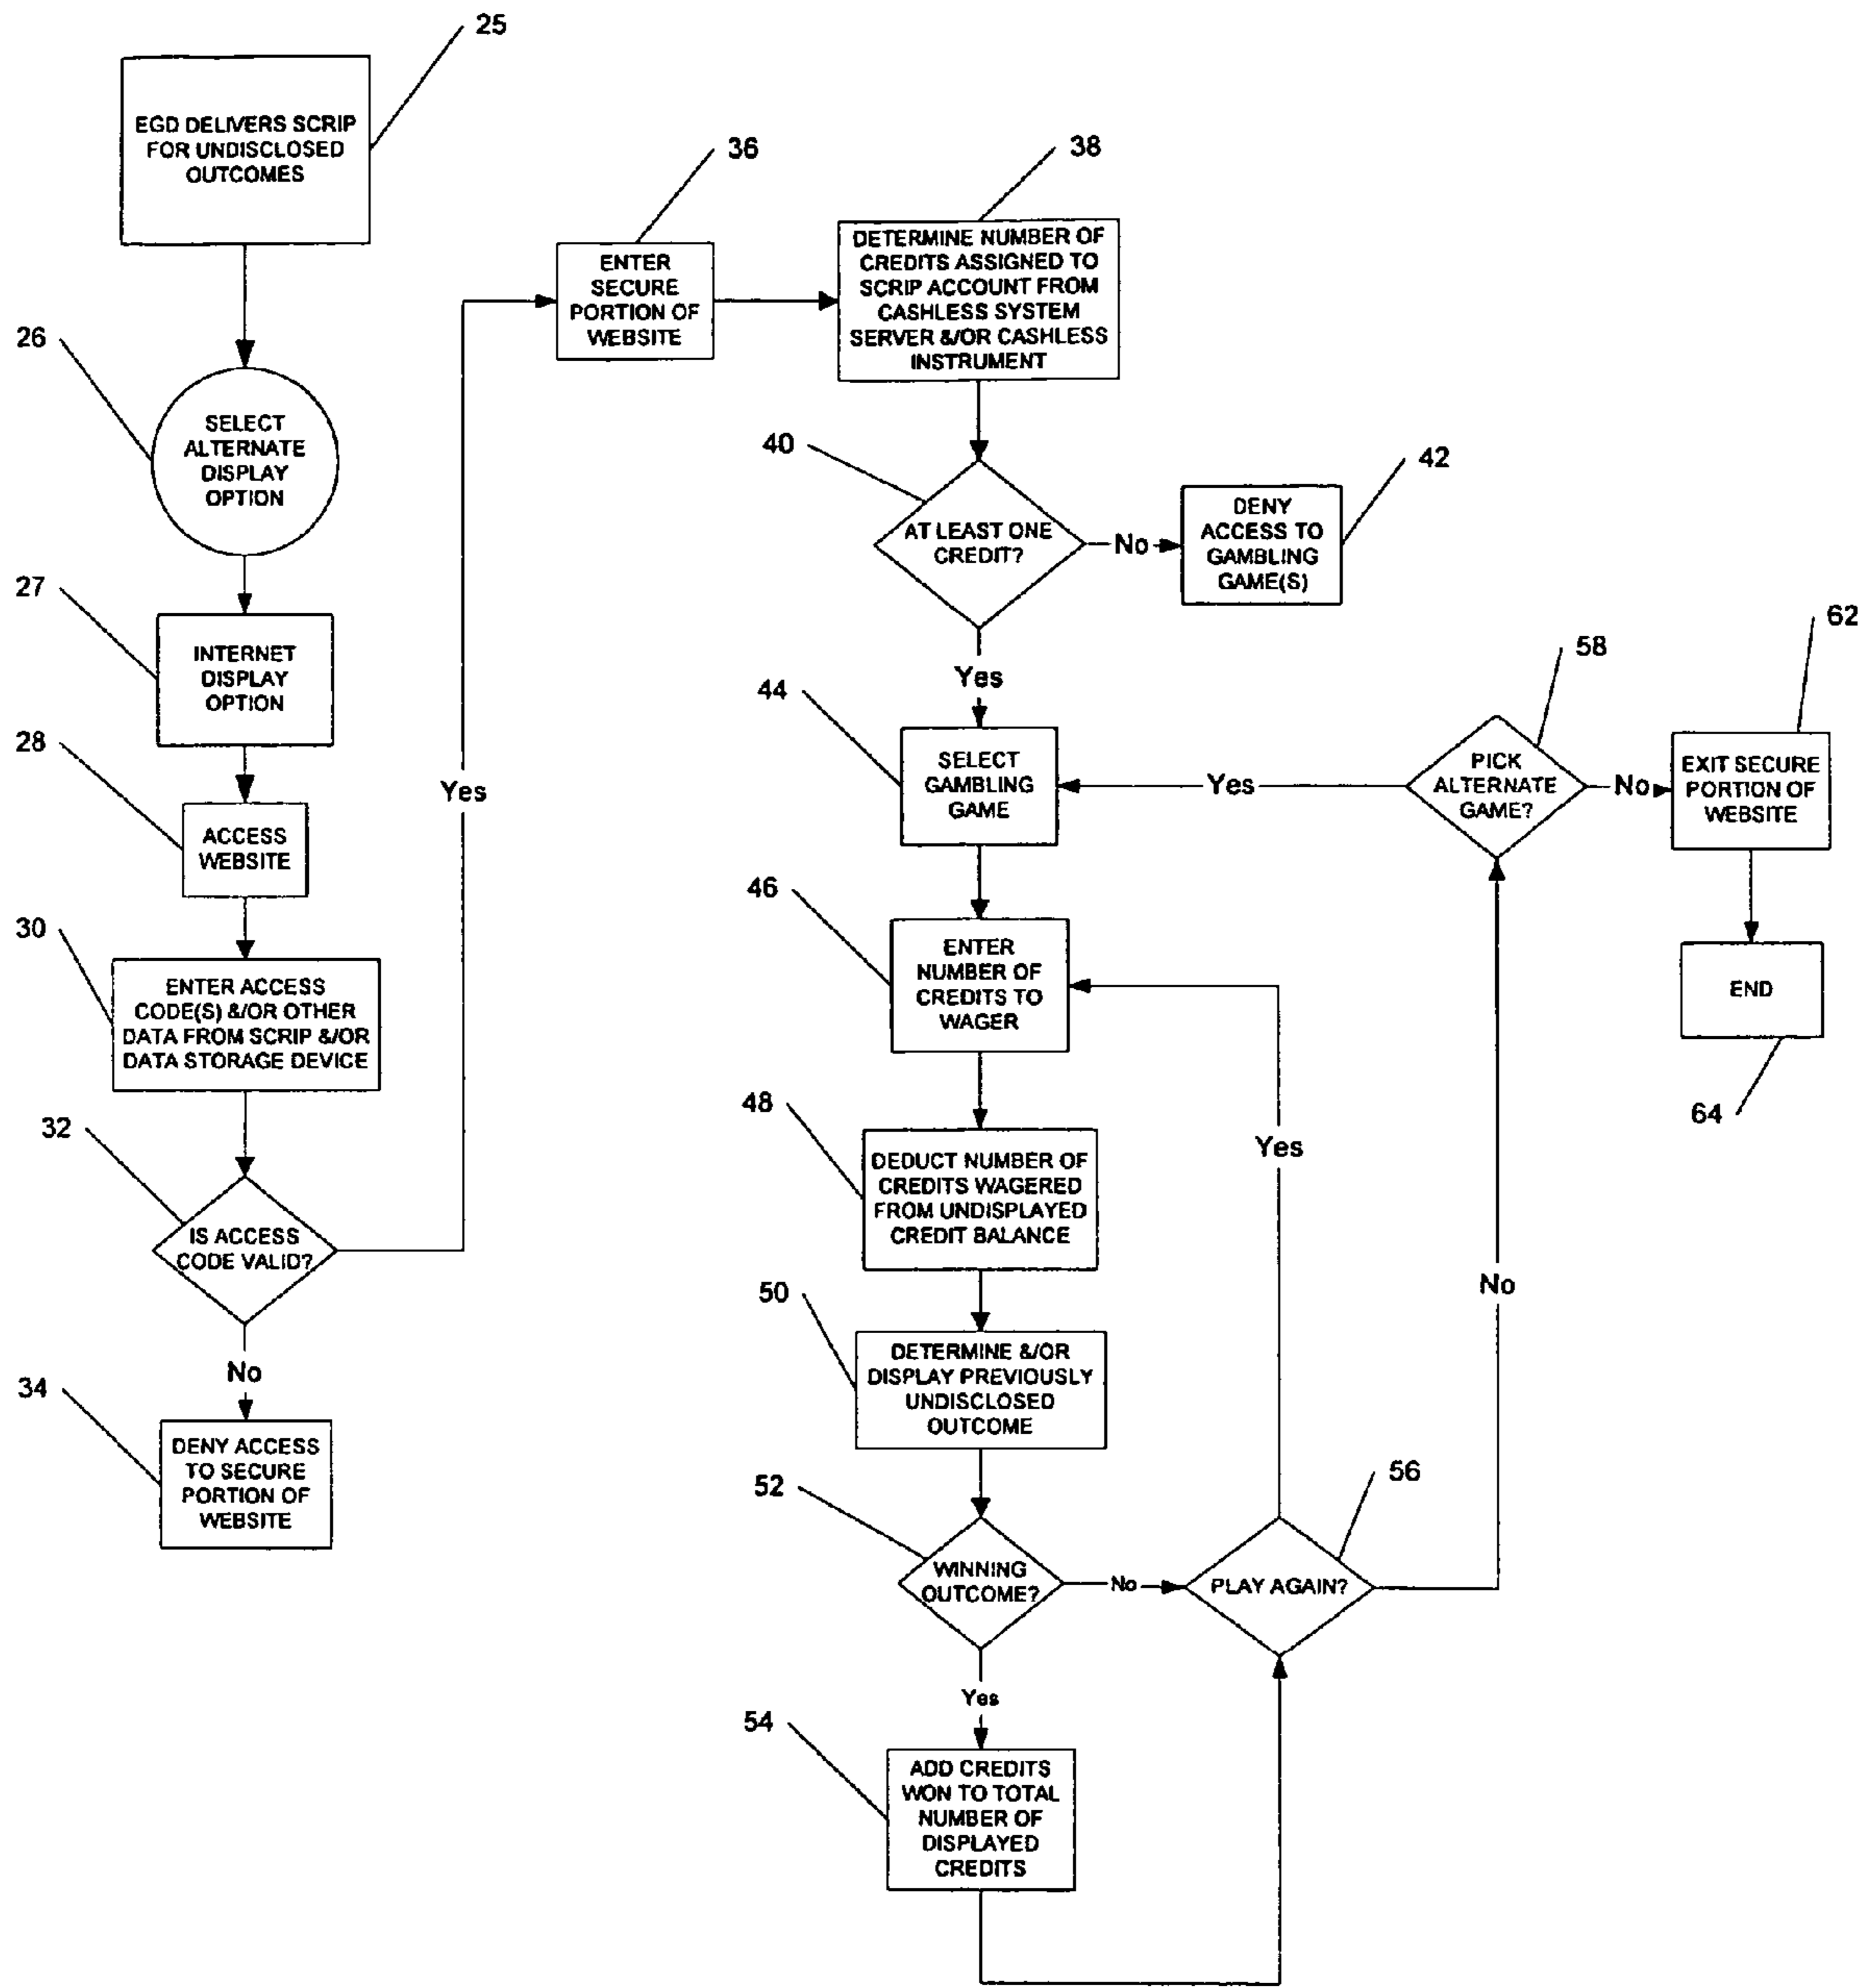 25
EGD DELIVERS SCRIP
FOR UNDISCLOSED
OUTCOMES
26
SELECT
ALTERNATE
DISPLAY
OPTION
27
INTERNET
DISPLAY
OPTION
28
ACCESS
WEBSITE
30
ENTER ACCESS
CODE(S) &/OR OTHER
DATA FROM SCRIP &/OR
DATA STORAGE DEVICE
32
IS ACCESS
CODE VALID?
Yes
No
34
DENY ACCESS
TO SECURE
PORTION OF
WEBSITE
36
ENTER
SECURE
PORTION OF
WEBSITE
38
DETERMINE NUMBER OF
CREDITS ASSIGNED TO
SCRIP ACCOUNT FROM
CASHLESS SYSTEM
SERVER &/OR CASHLESS
INSTRUMENT
40
AT LEAST ONE
CREDIT?
No
42
DENY
ACCESS TO
GAMBLING
GAME(S)
Yes
44
SELECT
GAMBLING
GAME
46
ENTER
NUMBER OF
CREDITS TO
WAGER
48
DEDUCT NUMBER OF
CREDITS WAGERED
FROM UNDISPLAYED
CREDIT BALANCE
50
DETERMINE &/OR
DISPLAY PREVIOUSLY
UNDISCLOSED
OUTCOME
52
WINNING
OUTCOME?
No
Yes
54
ADD CREDITS
WON TO TOTAL
NUMBER OF
DISPLAYED
CREDITS
56
PLAY AGAIN?
Yes
No
58
PICK
ALTERNATE
GAME?
Yes
No
62
EXIT SECURE
PORTION OF
WEBSITE
END
64